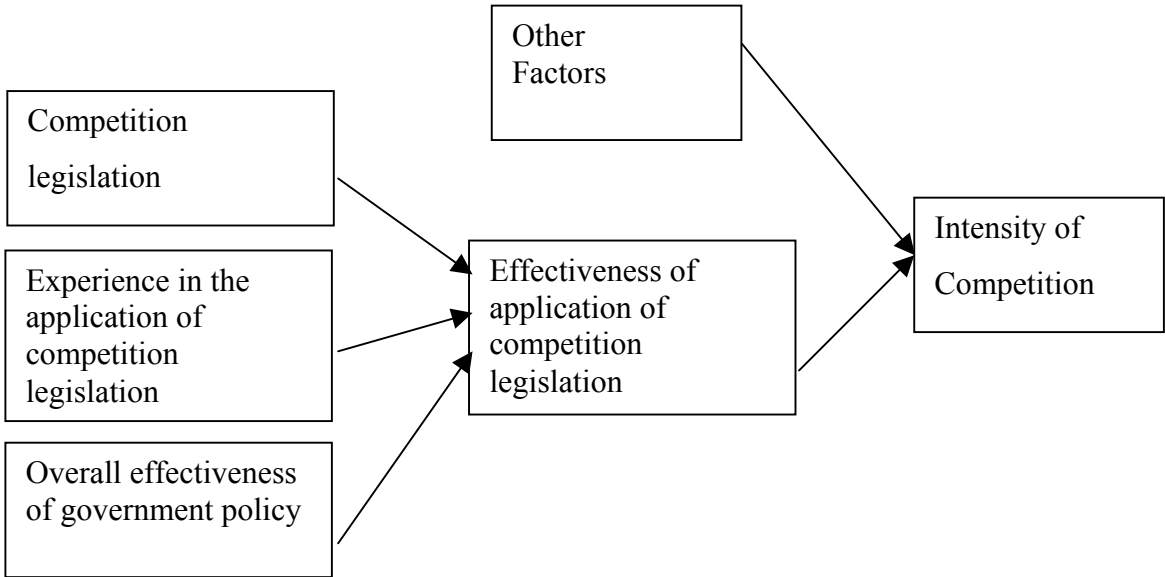 Other
Factors
Competition
legislation
Experience in the
application of
competition
legislation
Overall effectiveness
of government policy
Effectiveness of
application of
competition
legislation
Intensity of
Competition